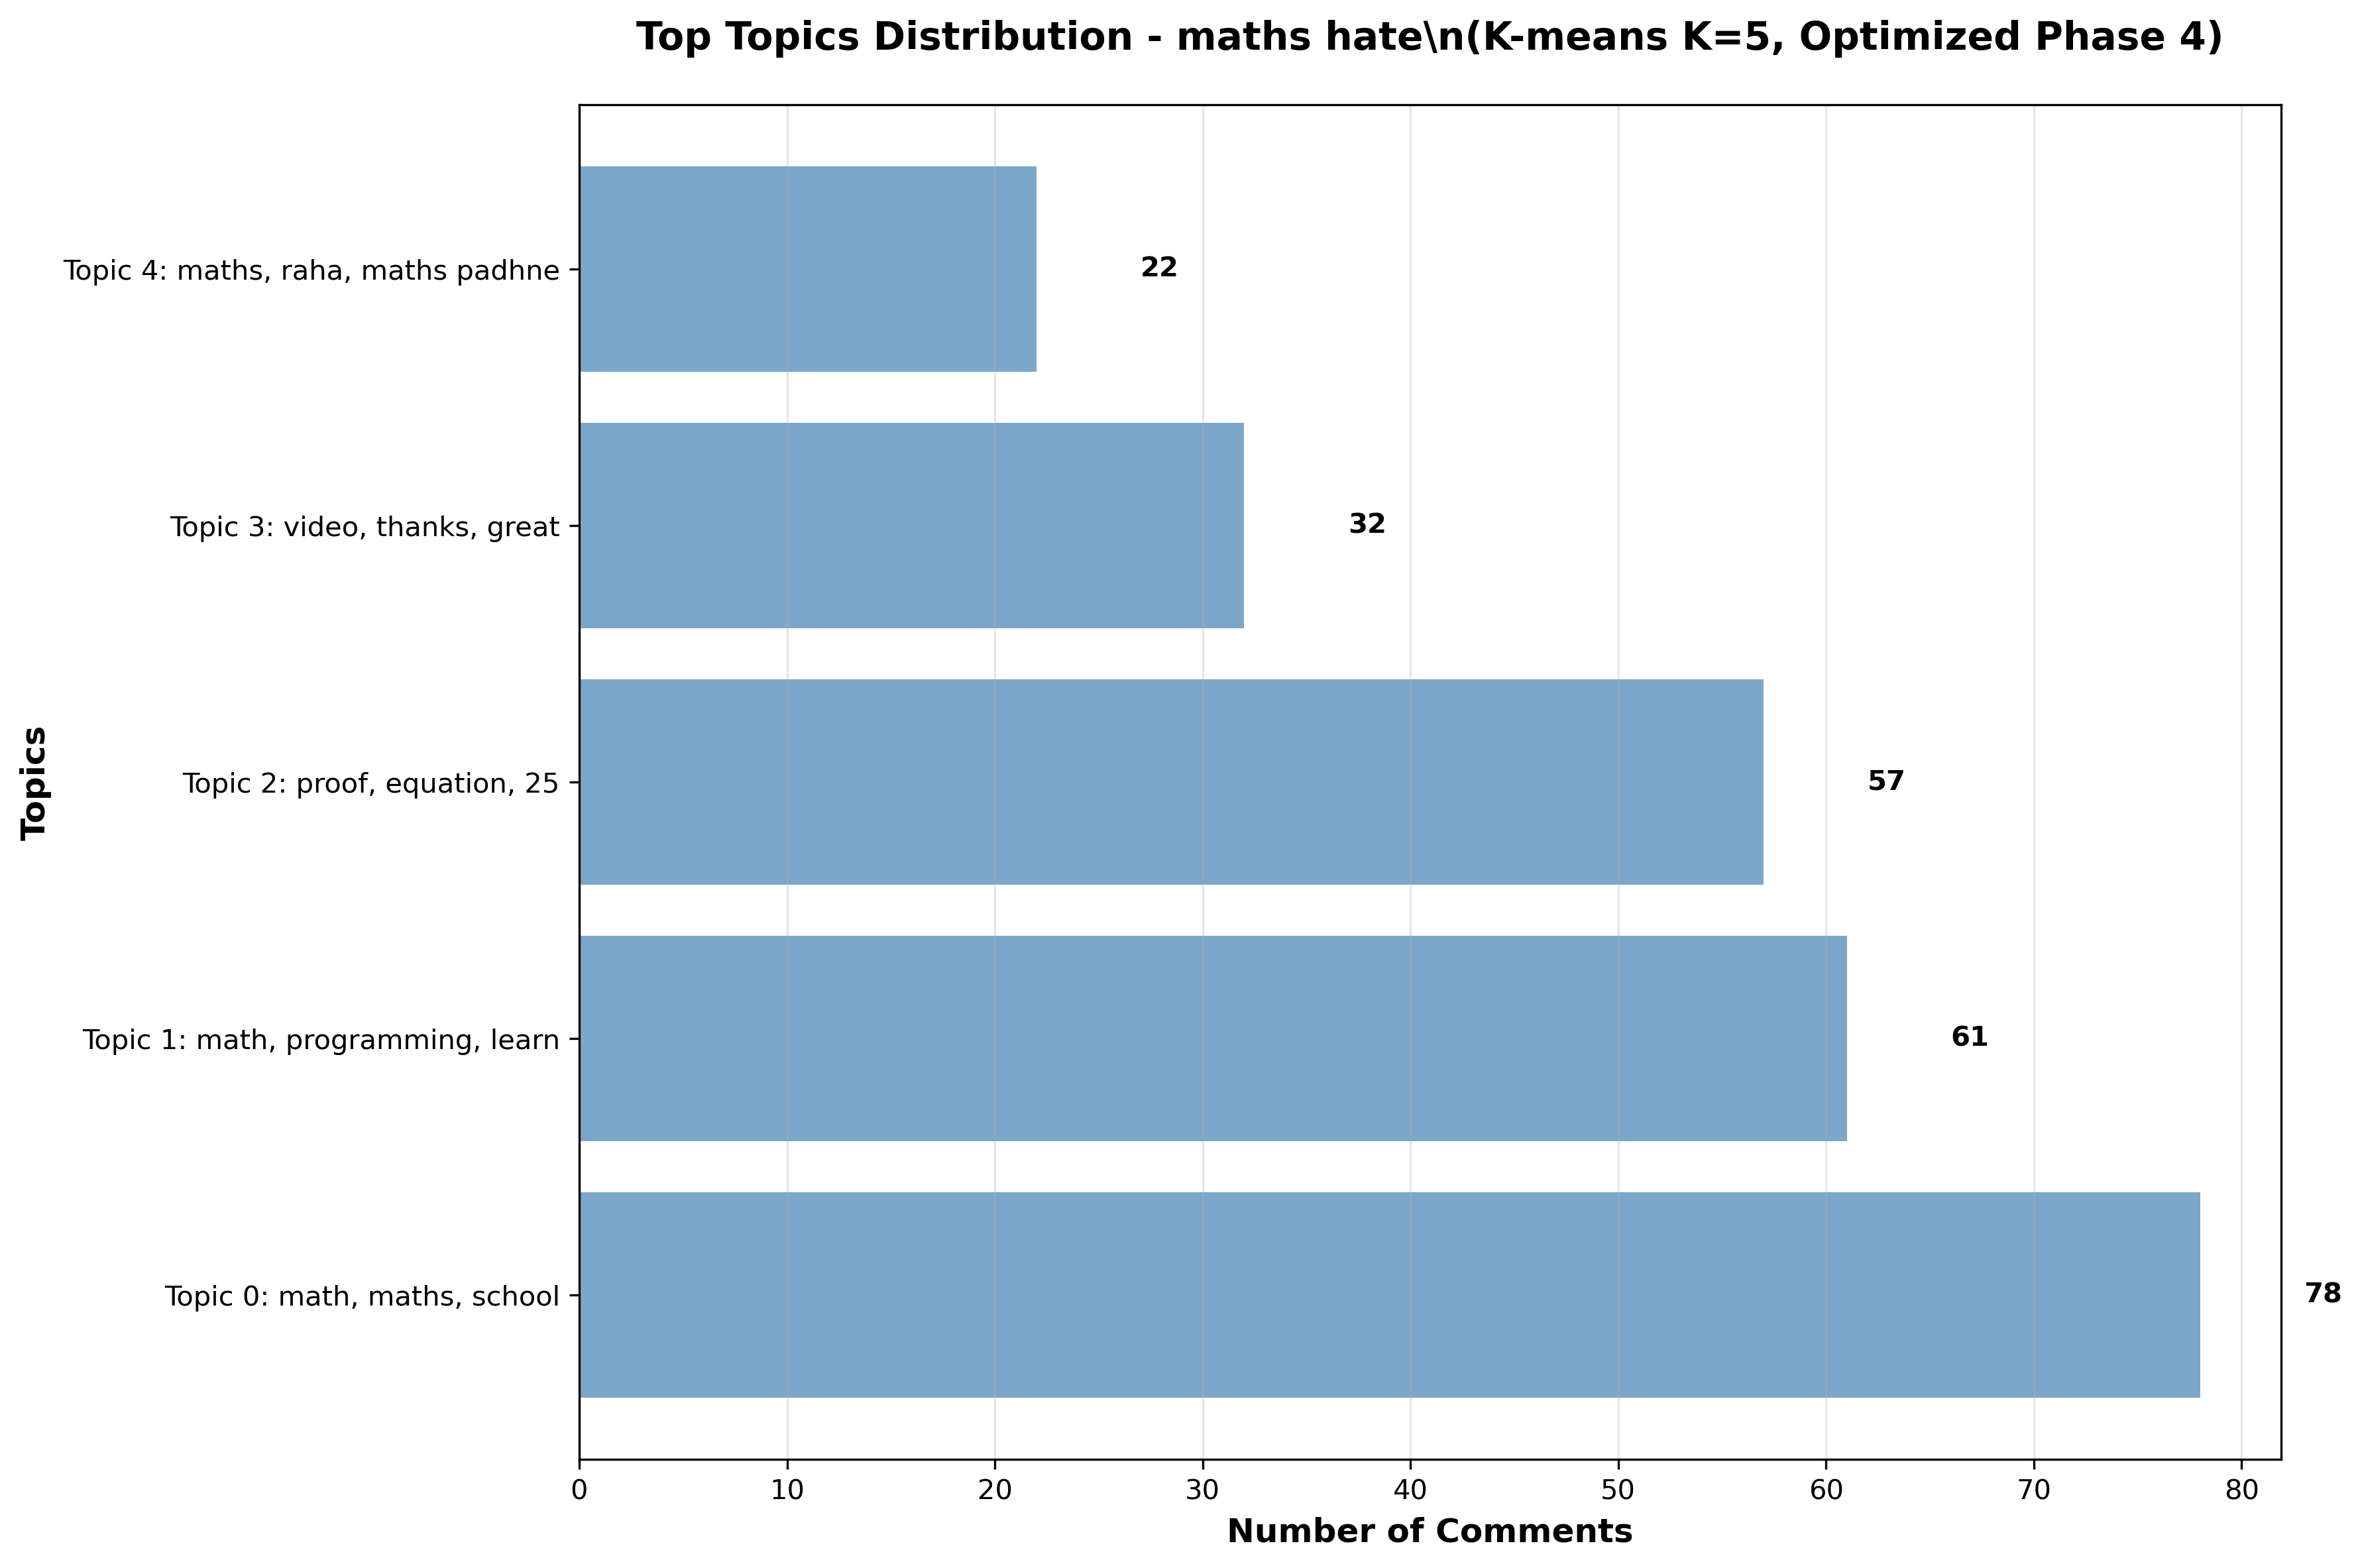 Top Topics Distribution - maths hate\n(K-means K=5, Optimized Phase 4)
Topic 4: maths, raha, maths padhne
22
Topic 3: video, thanks, great
32
Topics
Topic 2: proof, equation, 25
57
Topic 1: math, programming, learn
61
Topic 0: math, maths, school
78
0 10 20 30 40 50 60 70 80
Number of Comments